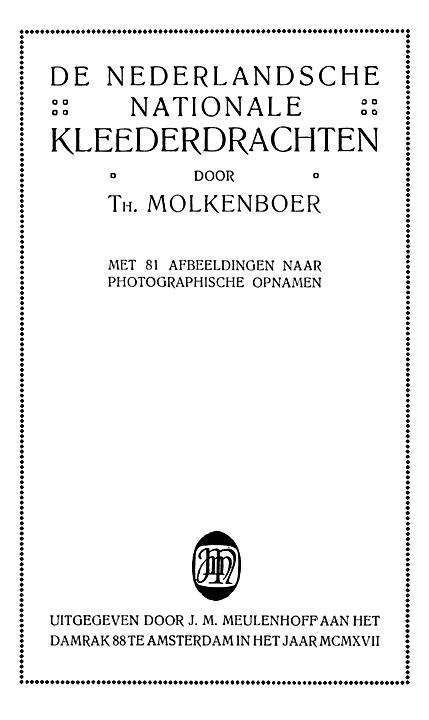 DE NEDERLANDSCHE
NATIONALE
KLEEDERDRACHTEN
DOOR
TH. MOLKENBOER
MET 81 AFBEELDINGEN NAAR
PHOTOGRAPHISCHE OPNAMEN
JMM
UITGEGEVEN DOOR J. M. MEULENHOFF AAN HET
DAMRAK 88 TE AMSTERDAM IN HET JAAR MCMXVII